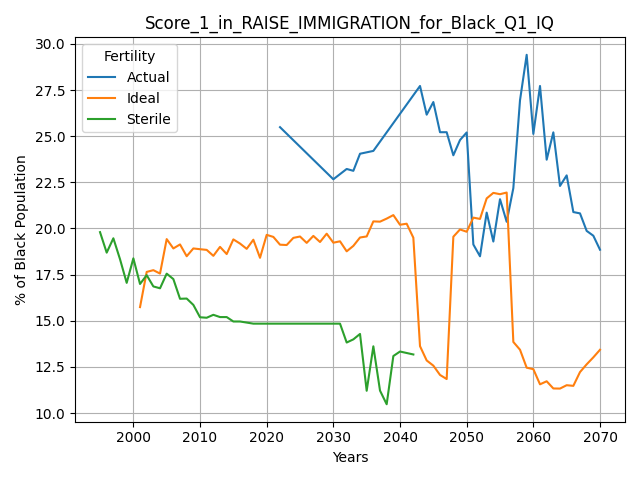 Score_1_in_RAISE_IMMIGRATION_for_Black_Q1_IQ
Fertility
Actual
Ideal
Sterile
% of Black Population
30.0
27.5
25.0
22.5
20.0
17.5
15.0
12.5
10.0
2000 2010 2020 2030 2040 2050 2060 2070
Years